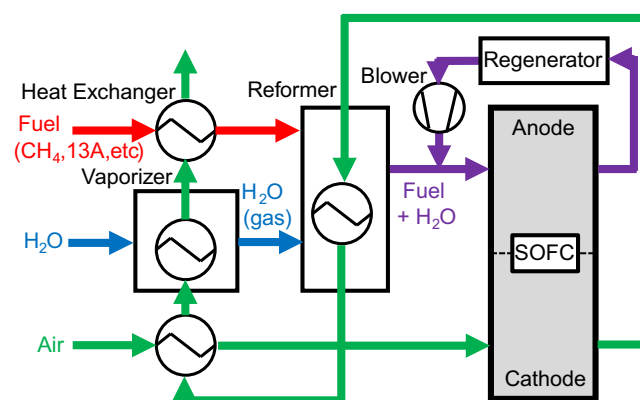 Regenerator
Blower
Heat Exchanger
Reformer
Fuel
(CH₄,13A,etc)
Anode
Vaporizer
H₂O
(gas)
Fuel
+ H₂O
H₂O
SOFC
Air
Cathode